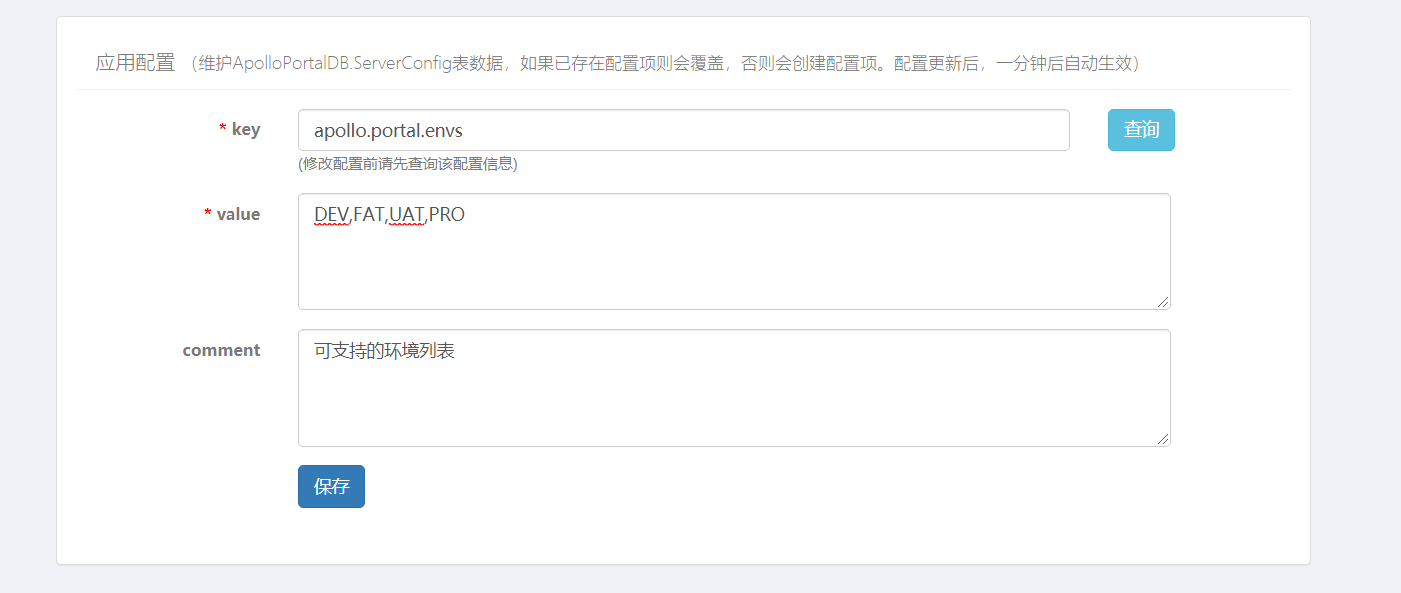 应用配置 （维护ApolloPortalDB.ServerConfig表数据，如果已存在配置项则会覆盖，否则会创建配置项。配置更新后，一分钟后自动生效）
* key apollo.portal.envs 查询
(修改配置前请先查询该配置信息)
* value DEV,FAT,UAT,PRO
comment 可支持的环境列表
保存